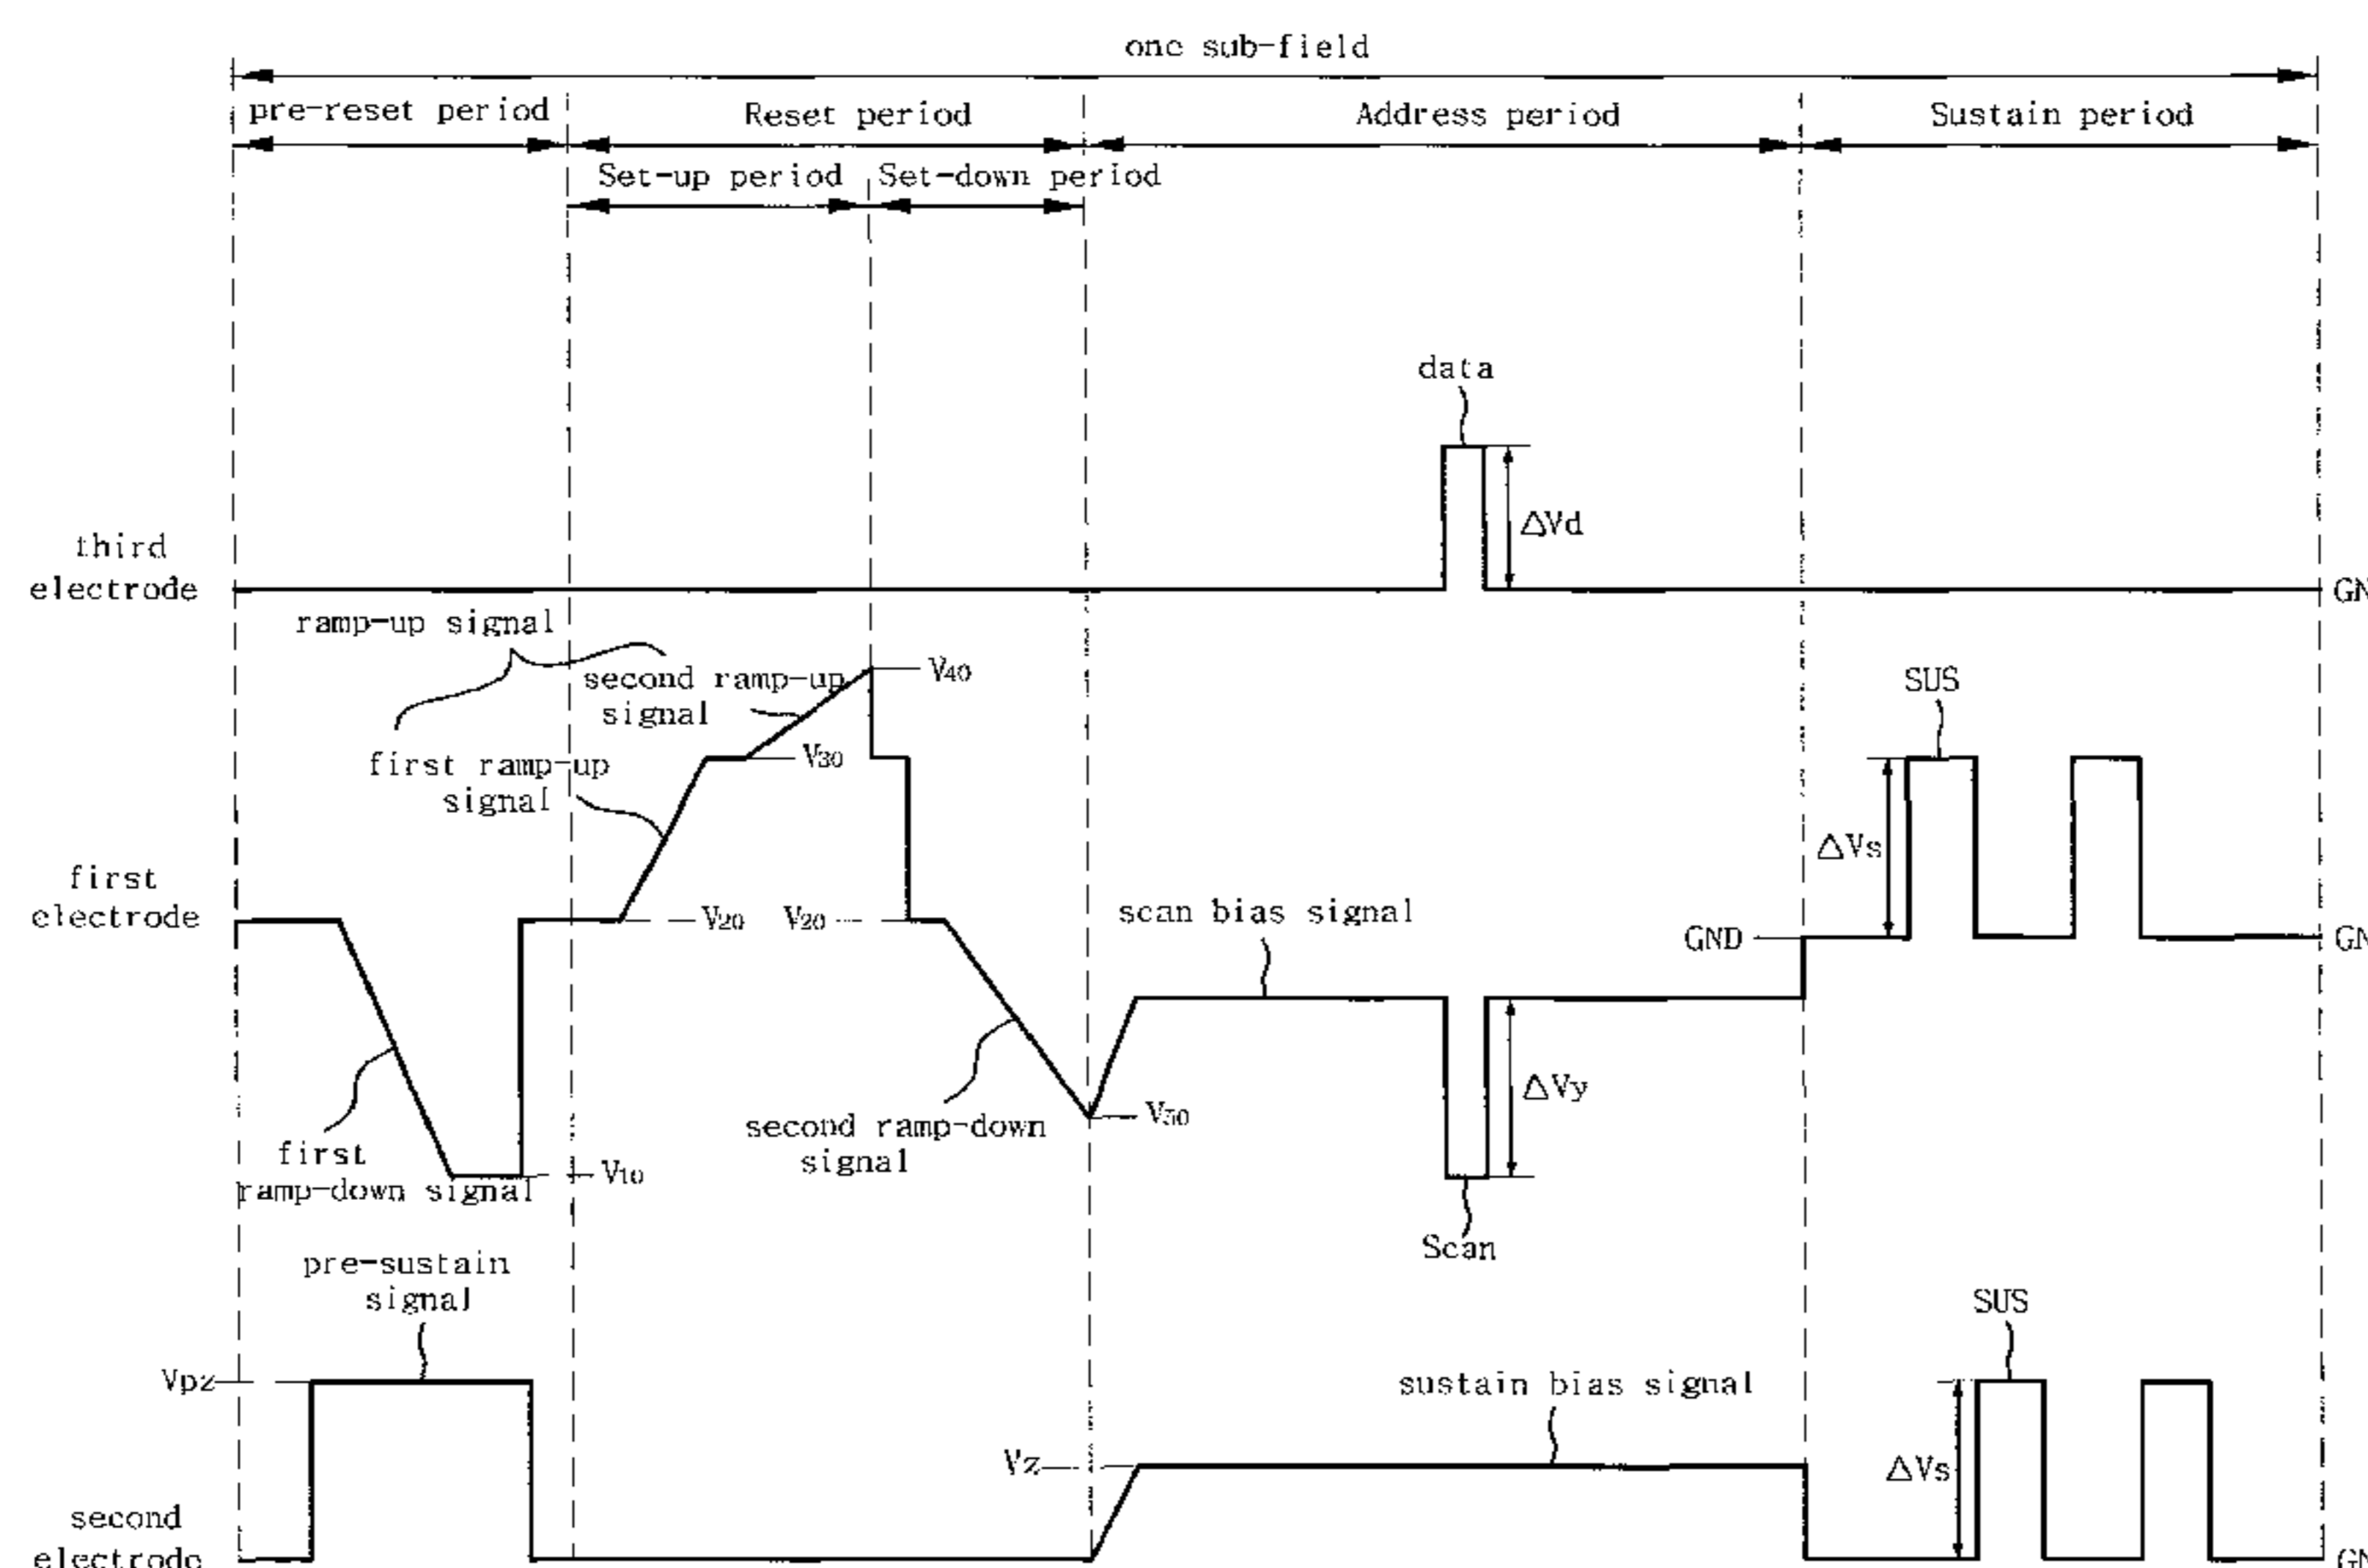 one sub-field
pre-reset period
Reset period
Address period
Sustain period
Set-up period
Set-down period
data
ΔVd
third
electrode
GN
ramp-up signal
second ramp-up
signal
V40
SUS
first ramp-up
signal
V30
ΔVs
first
electrode
V20
V20
scan bias signal
GND
GN
ΔVy
second ramp-down
signal
V50
first
ramp-down signal
V10
Scan
pre-sustain
signal
SUS
Vpz
sustain bias signal
Vz
ΔVs
second
electrode
GN